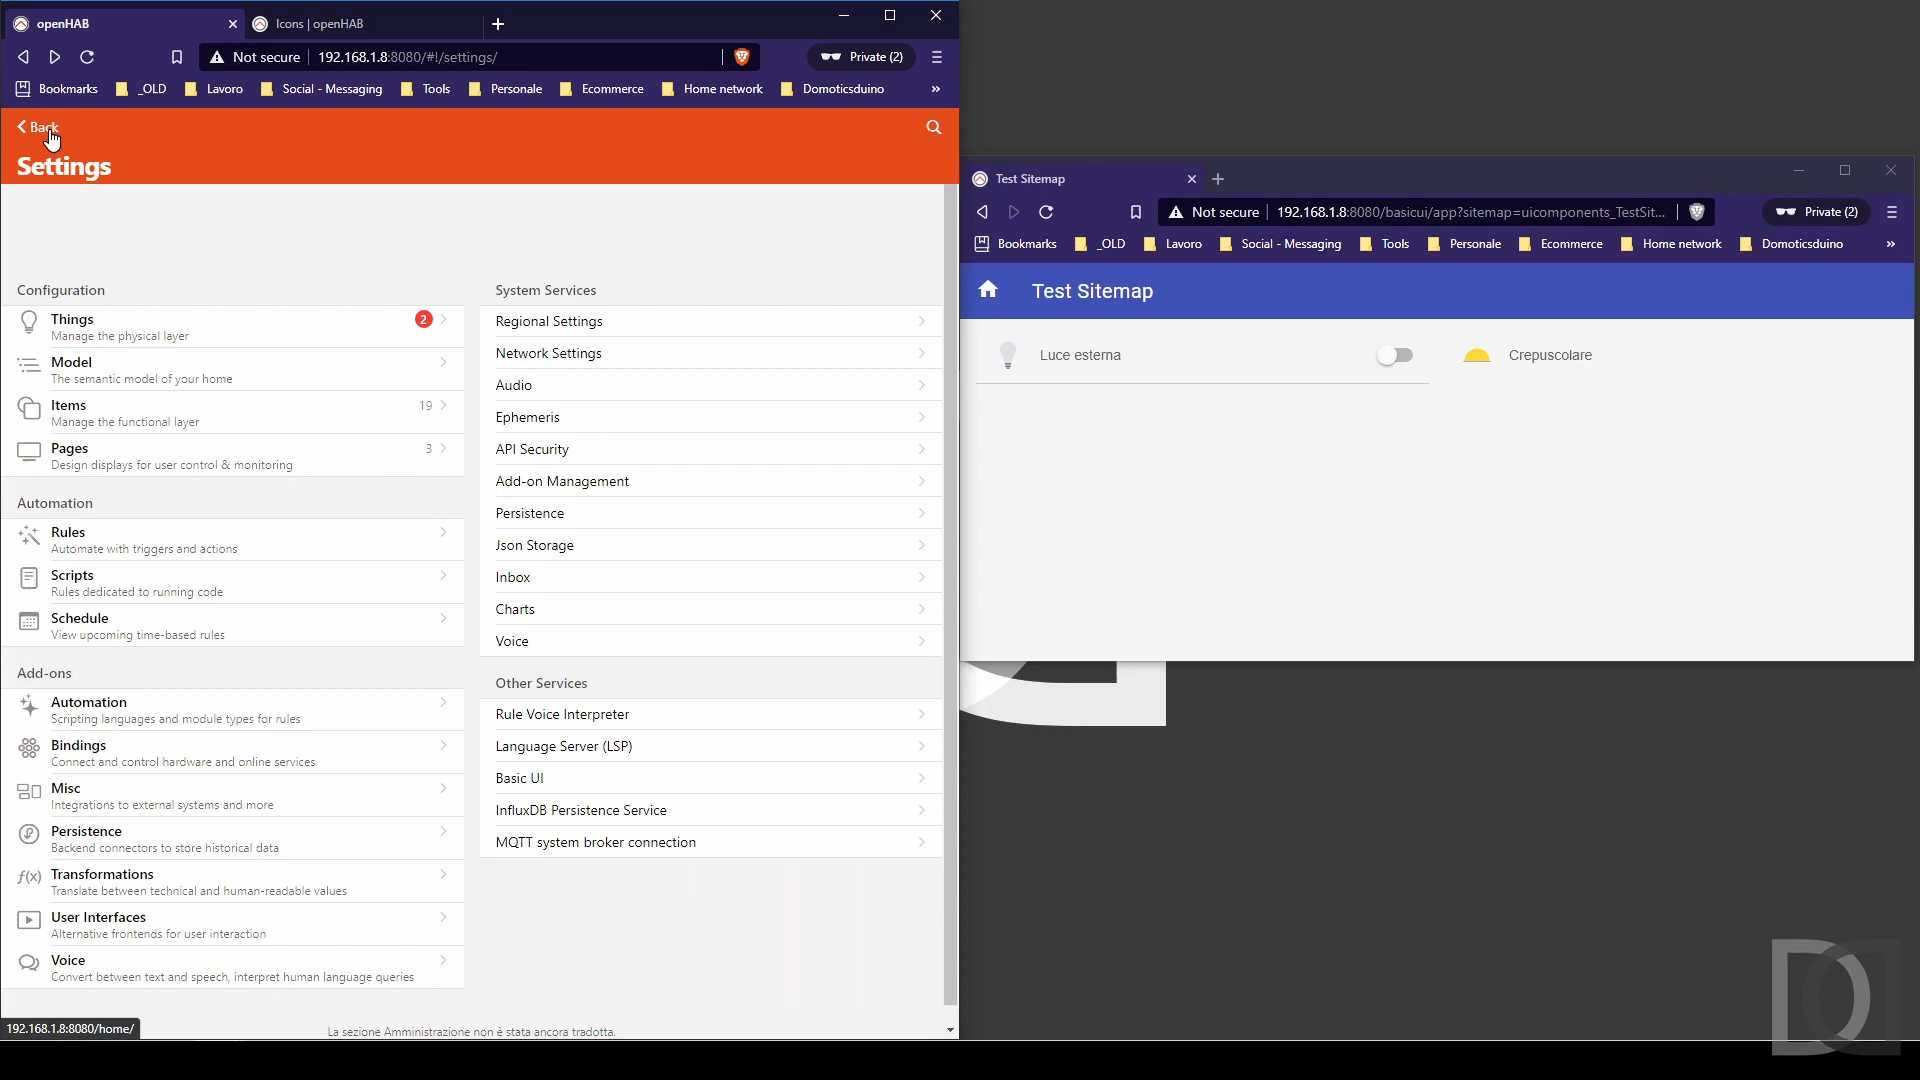 openHAB
Icons | openHAB
Not secure
192.168.1.8:8080/#!/settings/
Private (2)
Bookmarks
_OLD
Lavoro
Social - Messaging
Tools
Personale
Ecommerce
Home network
Domoticsduino
»
Back
Settings
Configuration
Things
Manage the physical layer
2
Model
The semantic model of your home
Items
Manage the functional layer
19
Pages
Design displays for user control & monitoring
3
Automation
Rules
Automate with triggers and actions
Scripts
Rules dedicated to running code
Schedule
View upcoming time-based rules
Add-ons
Automation
Scripting languages and module types for rules
Bindings
Connect and control hardware and online services
Misc
Integrations to external systems and more
Persistence
Backend connectors to store historical data
f(x)
Transformations
Translate between technical and human-readable values
User Interfaces
Alternative frontends for user interaction
Voice
Convert between text and speech, interpret human language queries
System Services
Regional Settings
Network Settings
Audio
Ephemeris
API Security
Add-on Management
Persistence
Json Storage
Inbox
Charts
Voice
Other Services
Rule Voice Interpreter
Language Server (LSP)
Basic UI
InfluxDB Persistence Service
MQTT system broker connection
192.168.1.8:8080/home/
La sezione Amministrazione non è stata ancora tradotta.
Test Sitemap
Not secure
192.168.1.8:8080/basicui/app?sitemap=uicomponents_TestSit...
Private (2)
Bookmarks
_OLD
Lavoro
Social - Messaging
Tools
Personale
Ecommerce
Home network
Domoticsduino
»
Test Sitemap
Luce esterna
Crepuscolare